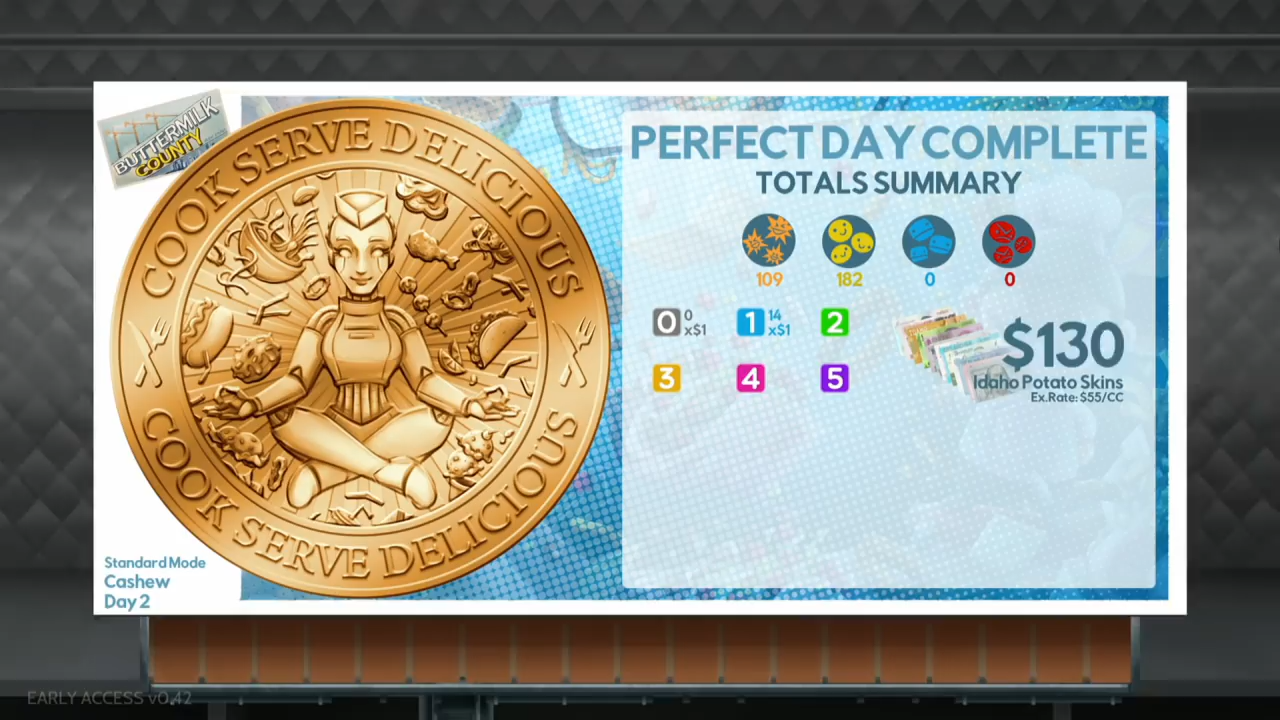 BUTTERMILK
COUNTY
COOK SERVE DELICIOUS
COOK SERVE DELICIOUS
Standard Mode
Cashew
Day 2
PERFECT DAY COMPLETE
TOTALS SUMMARY
109 182 0 0
0 0 x$1 1 14 x$1 2
3 4 5
$130
Idaho Potato Skins
Ex.Rate: $55/CC
EARLY ACCESS v0.42